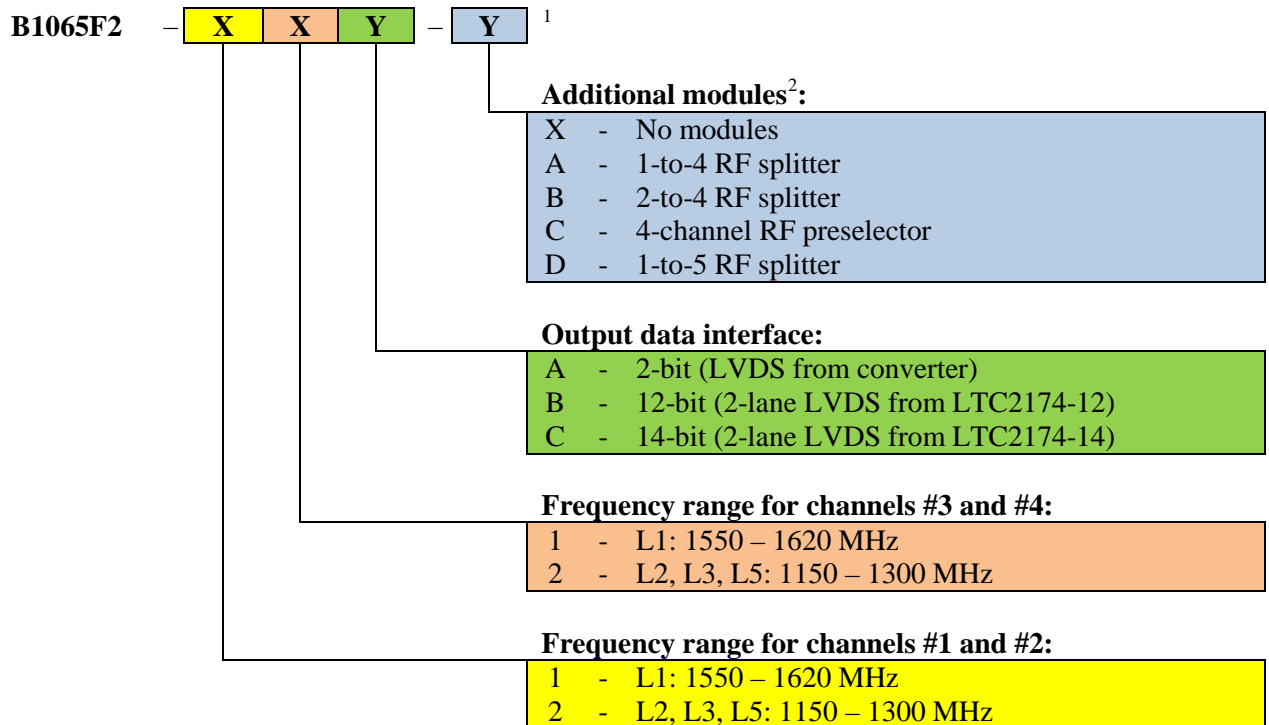 B1065F2 – X X Y – Y 1
Additional modules2:
X - No modules
A - 1-to-4 RF splitter
B - 2-to-4 RF splitter
C - 4-channel RF preselector
D - 1-to-5 RF splitter
Output data interface:
A - 2-bit (LVDS from converter)
B - 12-bit (2-lane LVDS from LTC2174-12)
C - 14-bit (2-lane LVDS from LTC2174-14)
Frequency range for channels #3 and #4:
1 - L1: 1550 – 1620 MHz
2 - L2, L3, L5: 1150 – 1300 MHz
Frequency range for channels #1 and #2:
1 - L1: 1550 – 1620 MHz
2 - L2, L3, L5: 1150 – 1300 MHz